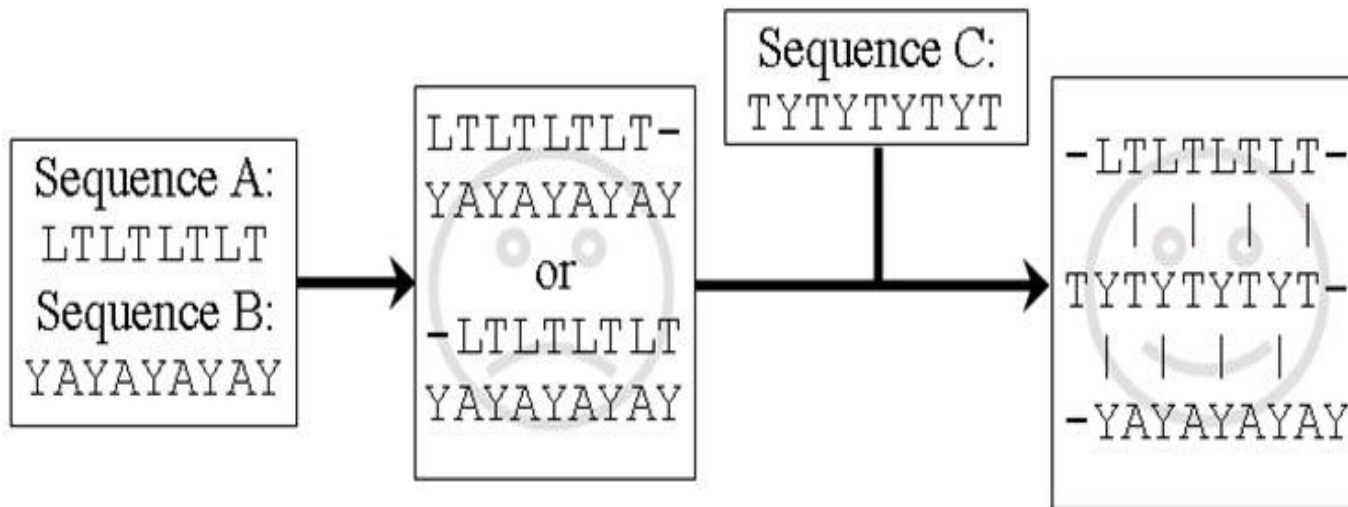 Sequence A:
LTLTLTLT
Sequence B:
YAYAYAYAY
LTLTLTLT-
YAYAYAYAY
or
-LTLTLTLT
YAYAYAYAY
Sequence C:
TYTYTYTYT
-LTLTLTLT-
| | | |
TYTYTYTYT-
| | | |
-YAYAYAYAY